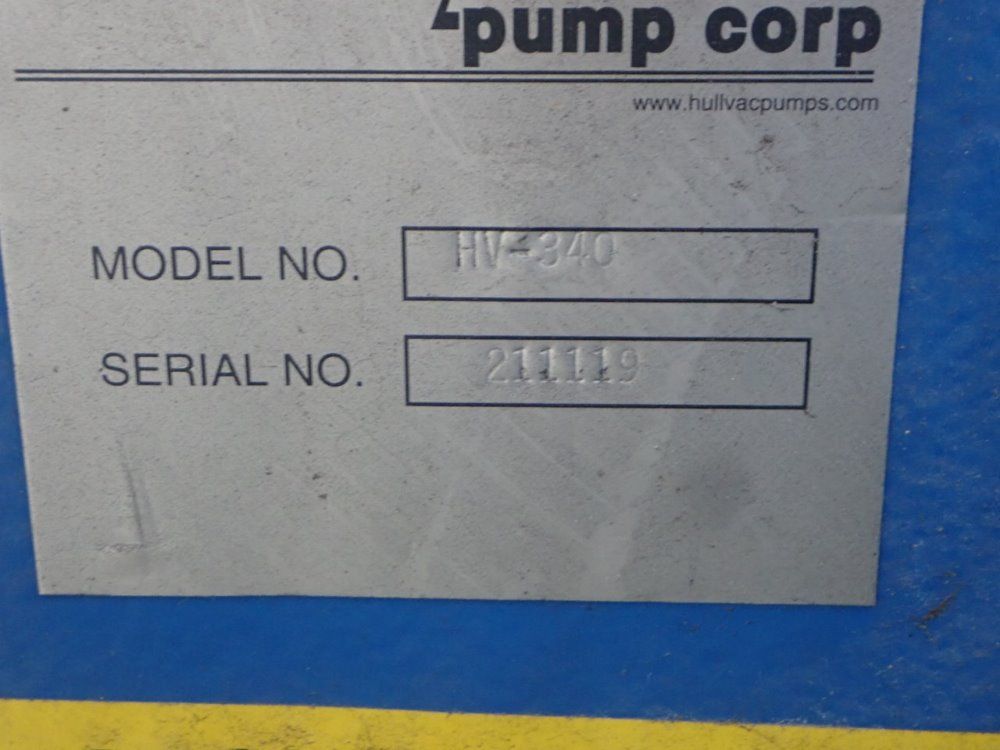 pump corp
www.hullvacpumps.com
MODEL NO. HV-340
SERIAL NO. 211119